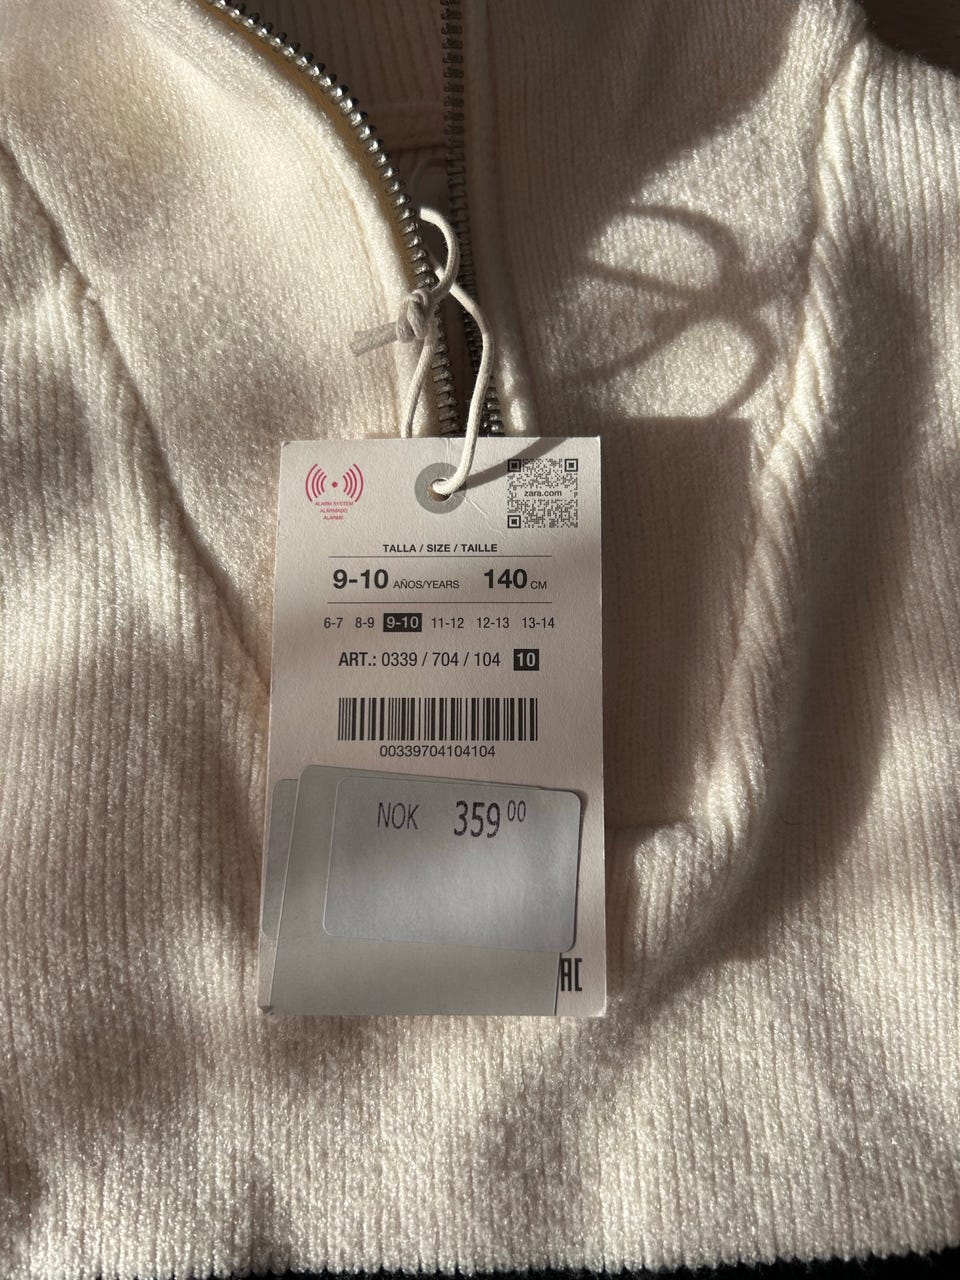 ALARM SYSTEM
ALARMADO
ALARME
zara.com
TALLA / SIZE / TAILLE
9-10 AÑOS/YEARS 140 CM
6-7 8-9 9-10 11-12 12-13 13-14
ART.: 0339 / 704 / 104 10
00339704104104
NOK 359 00